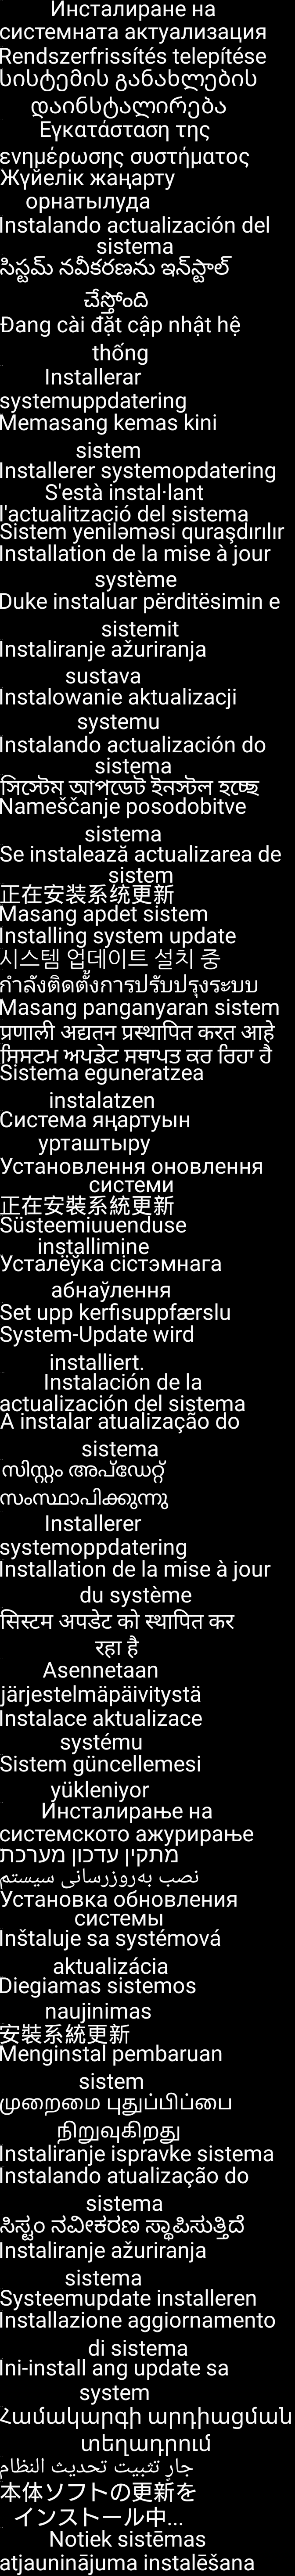 Инсталиране на
системната актуализация
Rendszerfrissítés telepítése
სისტემის განახლების
დაინსტალირება
Εγκατάσταση της
ενημέρωσης συστήματος
Жүйелік жаңарту
орнатылуда
Instalando actualización del
sistema
సిస్టమ్ నవీకరణను ఇన్‌స్టాల్
చేస్తోంది
Đang cài đặt cập nhật hệ
thống
Installerar
systemuppdatering
Memasang kemas kini
sistem
Installerer systemopdatering
S'està instal·lant
l'actualització del sistema
Sistem yeniləməsi quraşdırılır
Installation de la mise à jour
système
Duke instaluar përditësimin e
sistemit
Instaliranje ažuriranja
sustava
Instalowanie aktualizacji
systemu
Instalando actualización do
sistema
সিস্টেম আপডেট ইনস্টল হচ্ছে
Nameščanje posodobitve
sistema
Se instalează actualizarea de
sistem
正在安装系统更新
Masang apdet sistem
Installing system update
시스템 업데이트 설치 중
กำลังติดตั้งการปรับปรุงระบบ
Masang panganyaran sistem
प्रणाली अद्यतन प्रस्थापित करत आहे
ਸਿਸਟਮ ਅਪਡੇਟ ਸਥਾਪਤ ਕਰ ਰਿਹਾ ਹੈ
Sistema eguneratzea
instalatzen
Система яңартуын
урташтыру
Установлення оновлення
системи
正在安裝系統更新
Süsteemiuuenduse
installimine
Усталёўка сістэмнага
абнаўлення
Set upp kerfisuppfærslu
System-Update wird
installiert.
Instalación de la
actualización del sistema
A instalar atualização do
sistema
സിസ്റ്റം അപ്ഡേറ്റ്
സംസ്ഥാപിക്കുന്നു
Installerer
systemoppdatering
Installation de la mise à jour
du système
सिस्टम अपडेट को स्थापित कर
रहा है
Asennetaan
järjestelmäpäivitystä
Instalace aktualizace
systému
Sistem güncellemesi
yükleniyor
Инсталирање на
системското ажурирање
מתקין עדכון מערכת
نصب به‌روزرسانی سیستم
Установка обновления
системы
Inštaluje sa systémová
aktualizácia
Diegiamas sistemos
naujinimas
安裝系統更新
Menginstal pembaruan
sistem
முறைமை புதுப்பிப்பை
நிறுவுகிறது
Instaliranje ispravke sistema
Instalando atualização do
sistema
ಸಿಸ್ಟಂ ನವೀಕರಣ ಸ್ಥಾಪಿಸುತ್ತಿದೆ
Instaliranje ažuriranja
sistema
Systeemupdate installeren
Installazione aggiornamento
di sistema
Ini-install ang update sa
system
Համակարգի արդիացման
տեղադրում
جارٍ تثبيت تحديث النظام
本体ソフトの更新を
インストール中...
Notiek sistēmas
atjauninājuma instalēšana